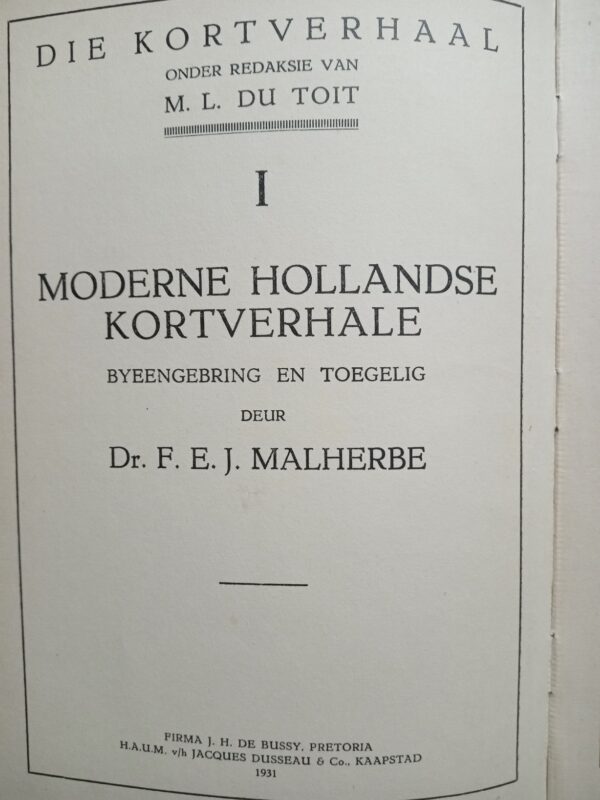 DIE KORTVERHAAL
ONDER REDAKSIE VAN
M. L. DU TOIT
I
MODERNE HOLLANDSE
KORTVERHALE
BYEENGEBRING EN TOEGELIG
DEUR
Dr. F. E. J. MALHERBE
FIRMA J. H. DE BUSSY, PRETORIA
H.A.U.M. v/h JACQUES DUSSEAU & Co., KAAPSTAD
1931